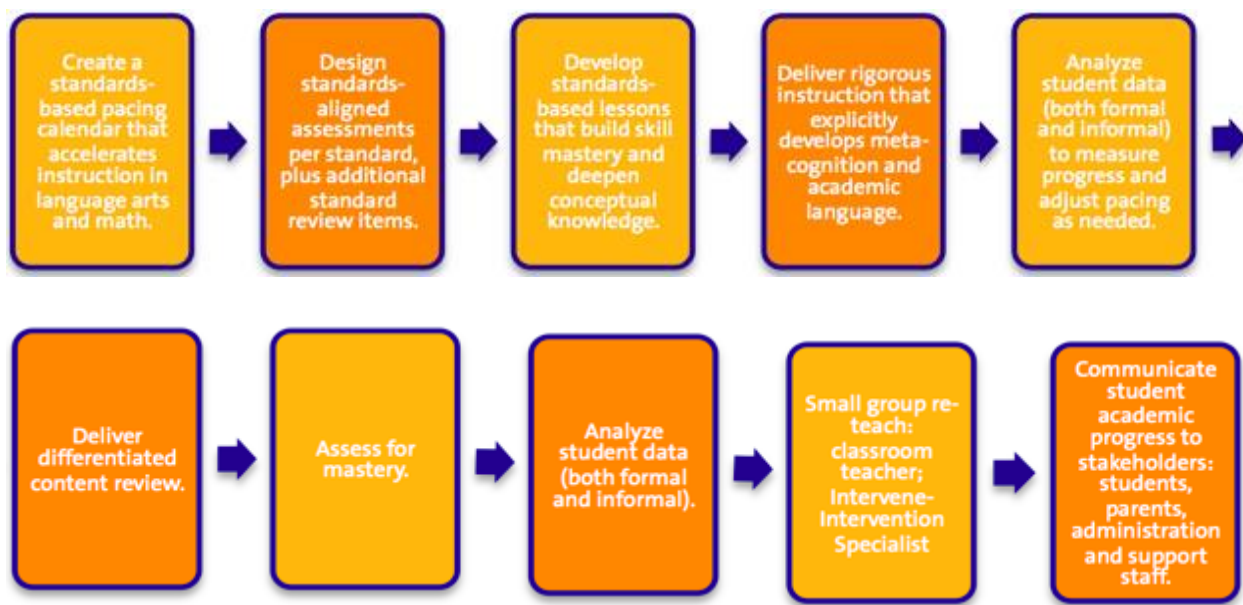 Create a
standards-
based pacing
calendar that
accelerates
instruction in
language arts
and math.
Design
standards-
aligned
assessments
per standard,
plus additional
standard
review items.
Develop
standards-
based lessons
that build skill
mastery and
deepen
conceptual
knowledge.
Deliver rigorous
instruction that
explicitly
develops meta-
cognition and
academic
language.
Analyze
student data
(both formal
and informal)
to measure
progress and
adjust pacing
as needed.
Deliver
differentiated
content review.
Assess for
mastery.
Analyze
student data
(both formal
and informal).
Small group re-
teach:
classroom
teacher;
Intervene-
Intervention
Specialist
Communicate
student
academic
progress to
stakeholders:
students,
parents,
administration
and support
staff.